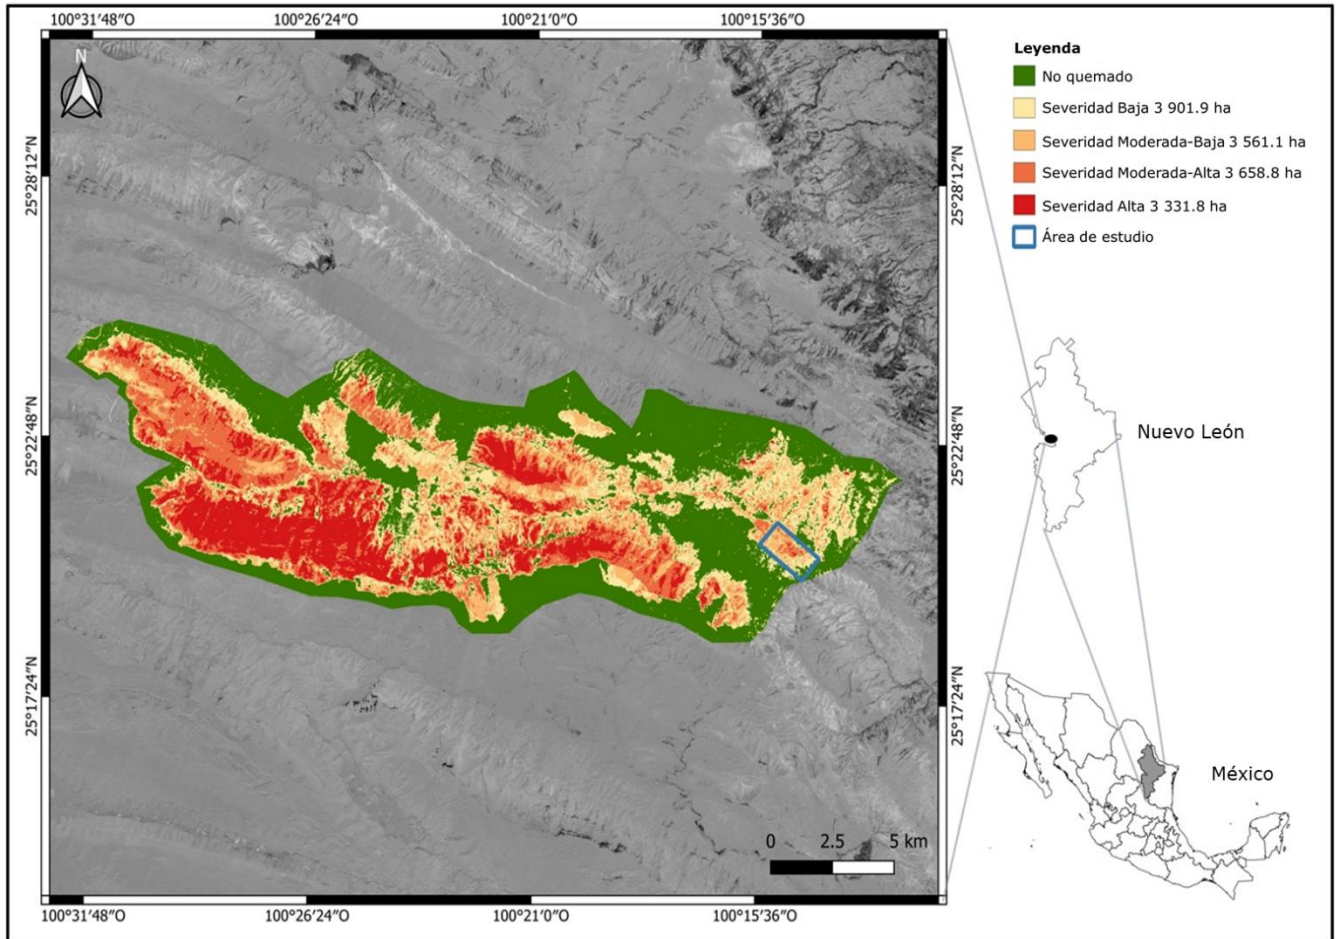 100°31′48″O 100°26′24″O 100°21′0″O 100°15′36″O
N
25°28′12″N
25°22′48″N
25°17′24″N
25°28′12″N
25°22′48″N
25°17′24″N
0 2.5 5 km
100°31′48″O 100°26′24″O 100°21′0″O 100°15′36″O
Leyenda
No quemado
Severidad Baja 3 901.9 ha
Severidad Moderada-Baja 3 561.1 ha
Severidad Moderada-Alta 3 658.8 ha
Severidad Alta 3 331.8 ha
Área de estudio
Nuevo León
México